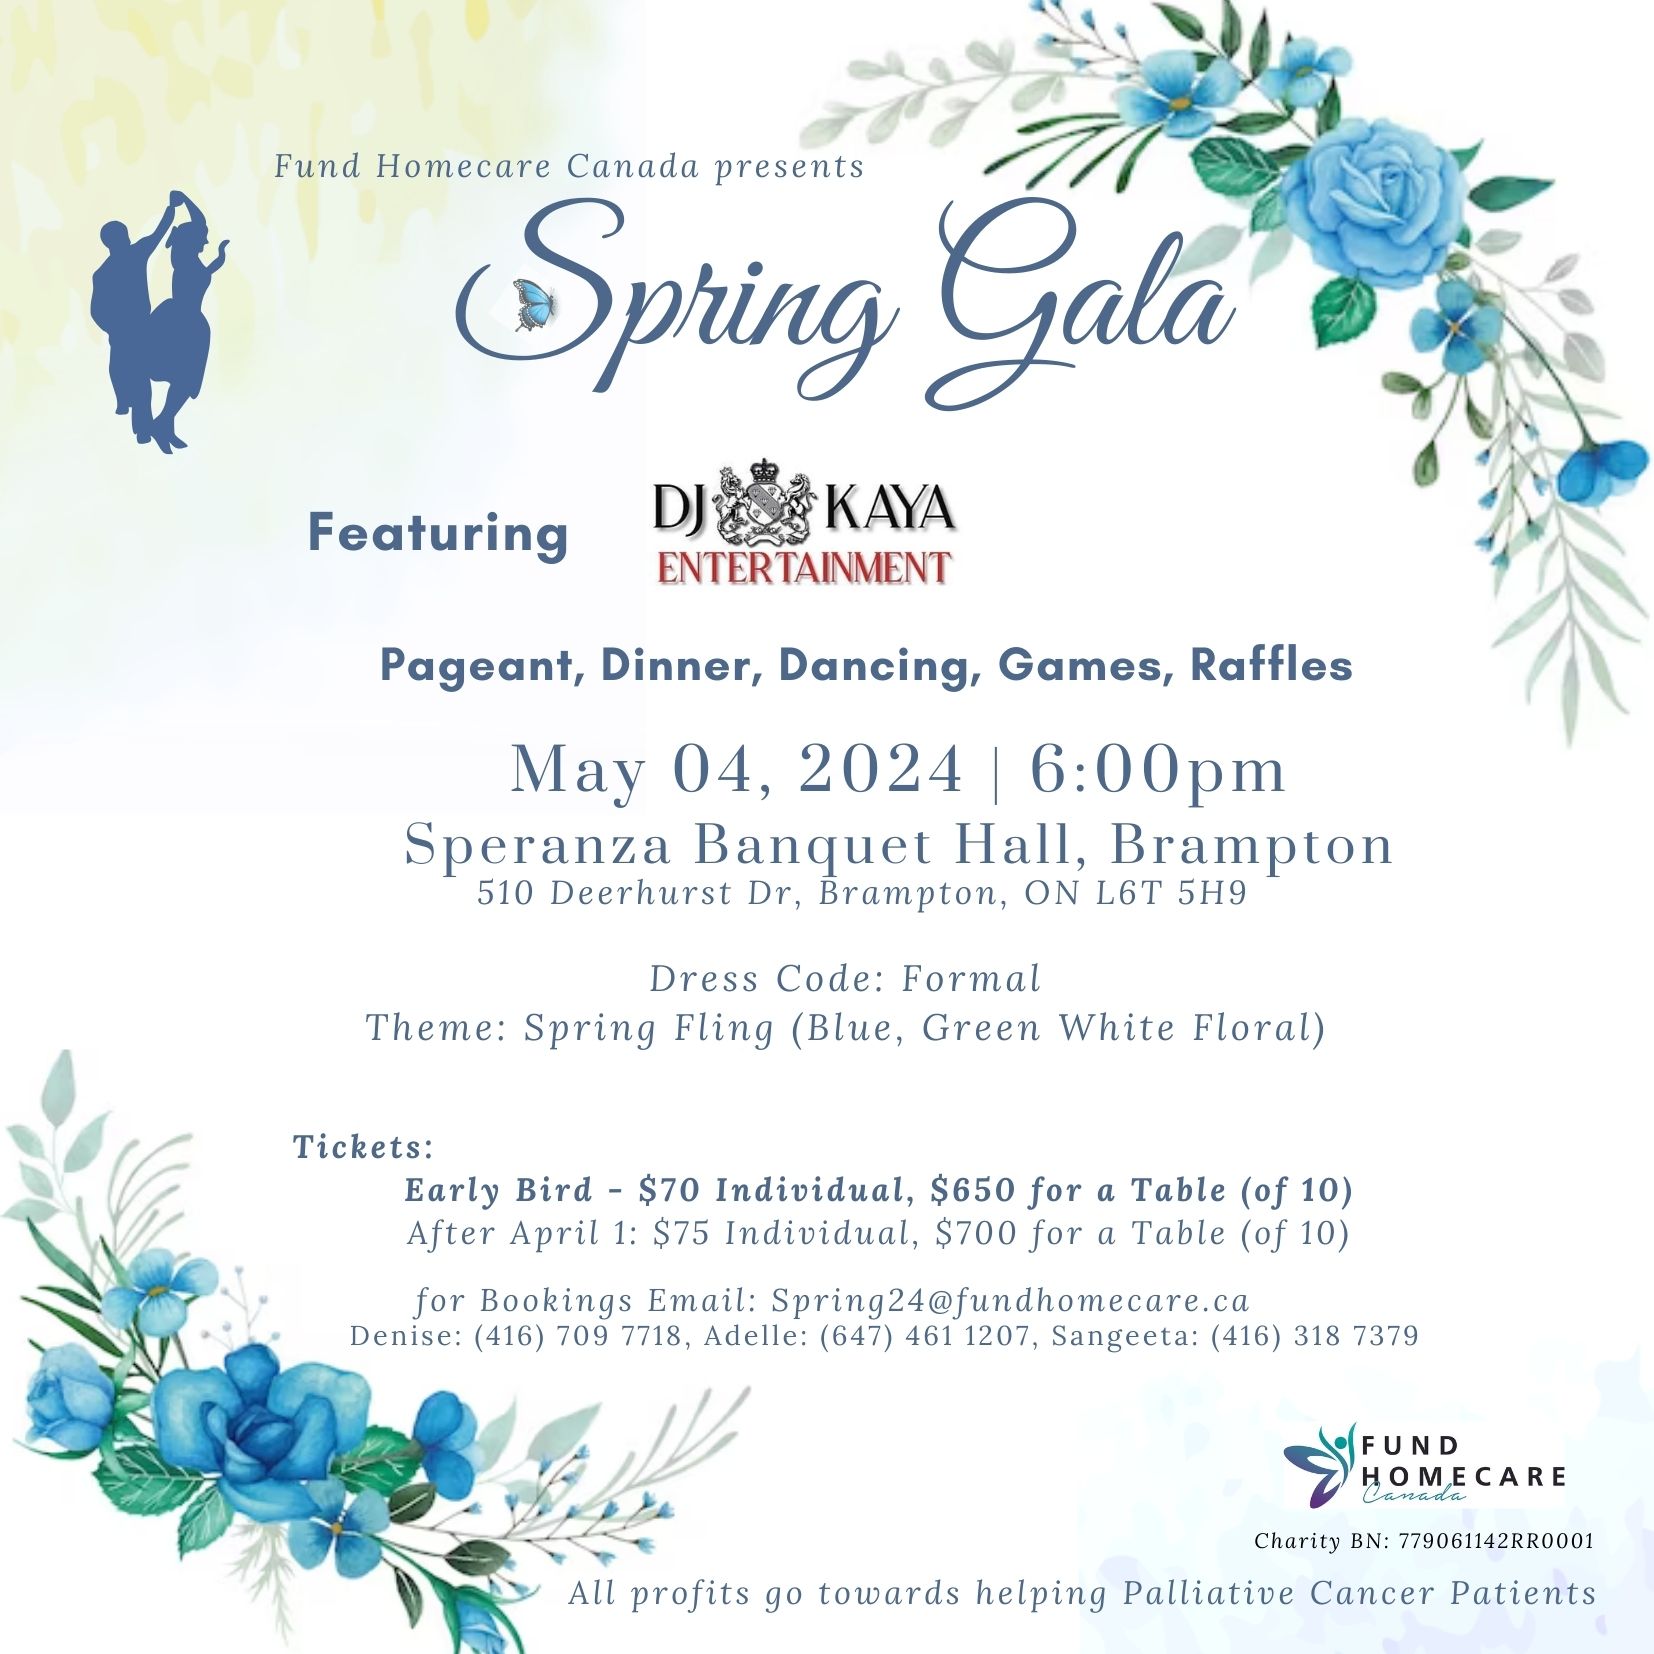 Fund Homecare Canada presents
Spring Gala
Featuring
DJ KAYA
ENTERTAINMENT
Pageant, Dinner, Dancing, Games, Raffles
May 04, 2024 | 6:00pm
Speranza Banquet Hall, Brampton
510 Deerhurst Dr, Brampton, ON L6T 5H9
Dress Code: Formal
Theme: Spring Fling (Blue, Green White Floral)
Tickets:
Early Bird - $70 Individual, $650 for a Table (of 10)
After April 1: $75 Individual, $700 for a Table (of 10)
for Bookings Email: Spring24@fundhomecare.ca
Denise: (416) 709 7718, Adelle: (647) 461 1207, Sangeeta: (416) 318 7379
FUND
HOMECARE
Canada
Charity BN: 779061142RR0001
All profits go towards helping Palliative Cancer Patients